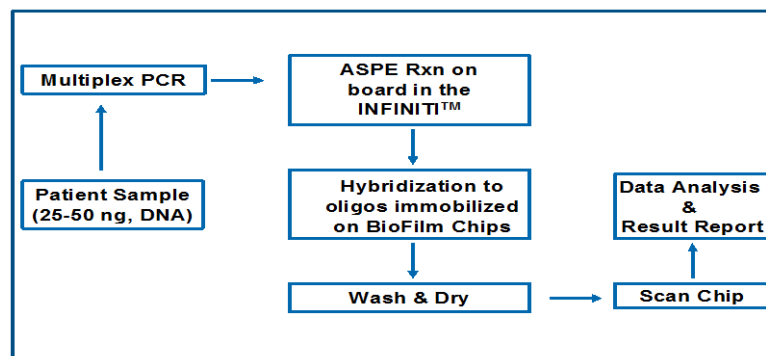 Multiplex PCR
Patient Sample
(25-50 ng, DNA)
ASPE Rxn on
board in the
INFINITI™
Hybridization to
oligos immobilized
on BioFilm Chips
Wash & Dry
Scan Chip
Data Analysis
&
Result Report